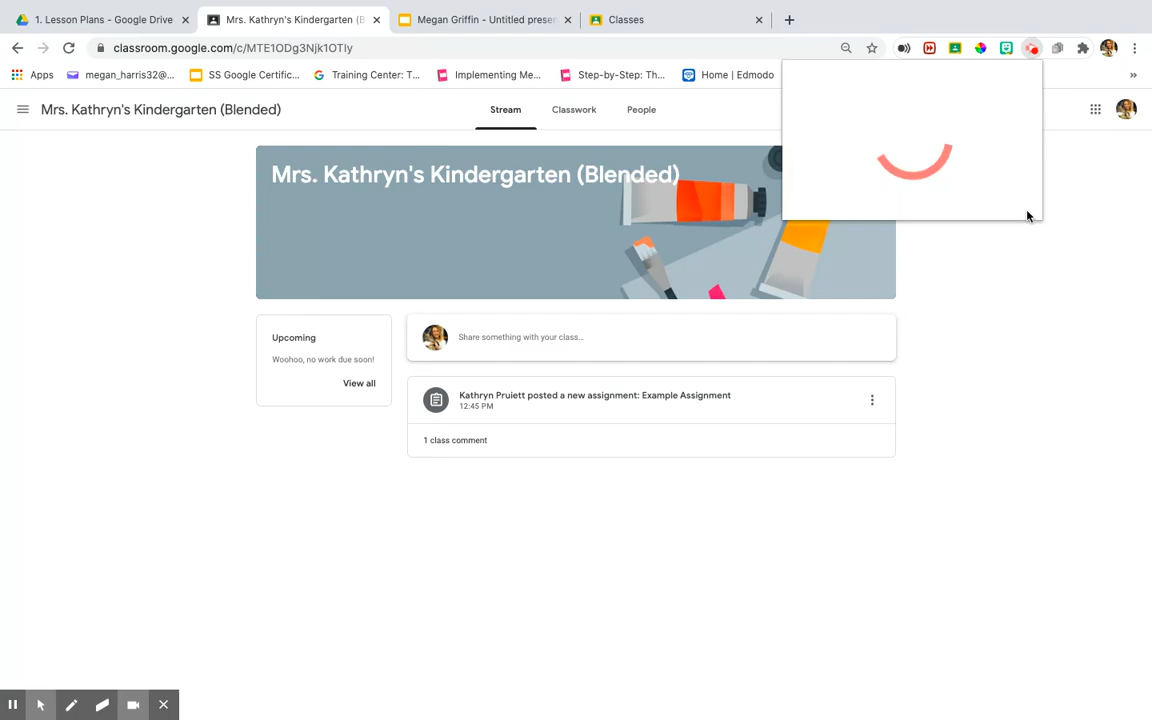 1. Lesson Plans - Google Drive
Mrs. Kathryn's Kindergarten (B
Megan Griffin - Untitled presen
Classes
classroom.google.com/c/MTE1ODg3Njk1OTIy
Apps
megan_harris32@...
SS Google Certific...
Training Center: T...
Implementing Me...
Step-by-Step: Th...
Home | Edmodo
»
Mrs. Kathryn's Kindergarten (Blended)
Stream
Classwork
People
Mrs. Kathryn's Kindergarten (Blended)
Upcoming
Woohoo, no work due soon!
View all
Share something with your class...
Kathryn Pruiett posted a new assignment: Example Assignment
12:45 PM
1 class comment